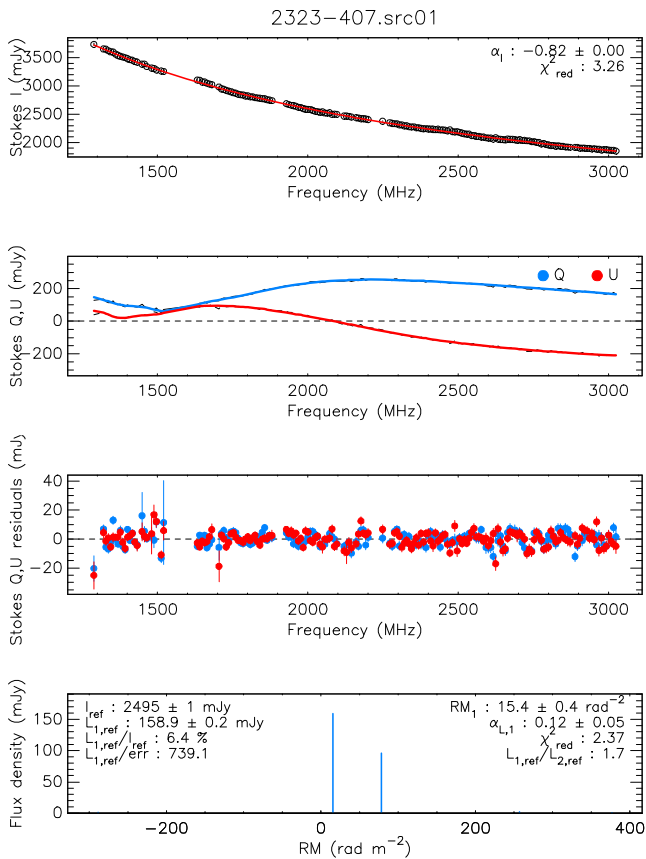 2323−407.src01
Stokes I (mJy)
3500
3000
2500
2000
α_I : −0.82 ± 0.00
χ²_red : 3.26
1500 2000 2500 3000
Frequency (MHz)
Stokes Q,U (mJy)
200
0
−200
Q U
1500 2000 2500 3000
Frequency (MHz)
Stokes Q,U residuals (mJy
40
20
0
−20
1500 2000 2500 3000
Frequency (MHz)
Flux density (mJy)
150
100
50
0
I_ref : 2495 ± 1 mJy
L_1,ref : 158.9 ± 0.2 mJy
L_1,ref/I_ref : 6.4 %
L_1,ref/err : 739.1
RM_1 : 15.4 ± 0.4 rad⁻²
α_L,1 : 0.12 ± 0.05
χ²_red : 2.37
L_1,ref/L_2,ref : 1.7
−200 0 200 400
RM (rad m⁻²)